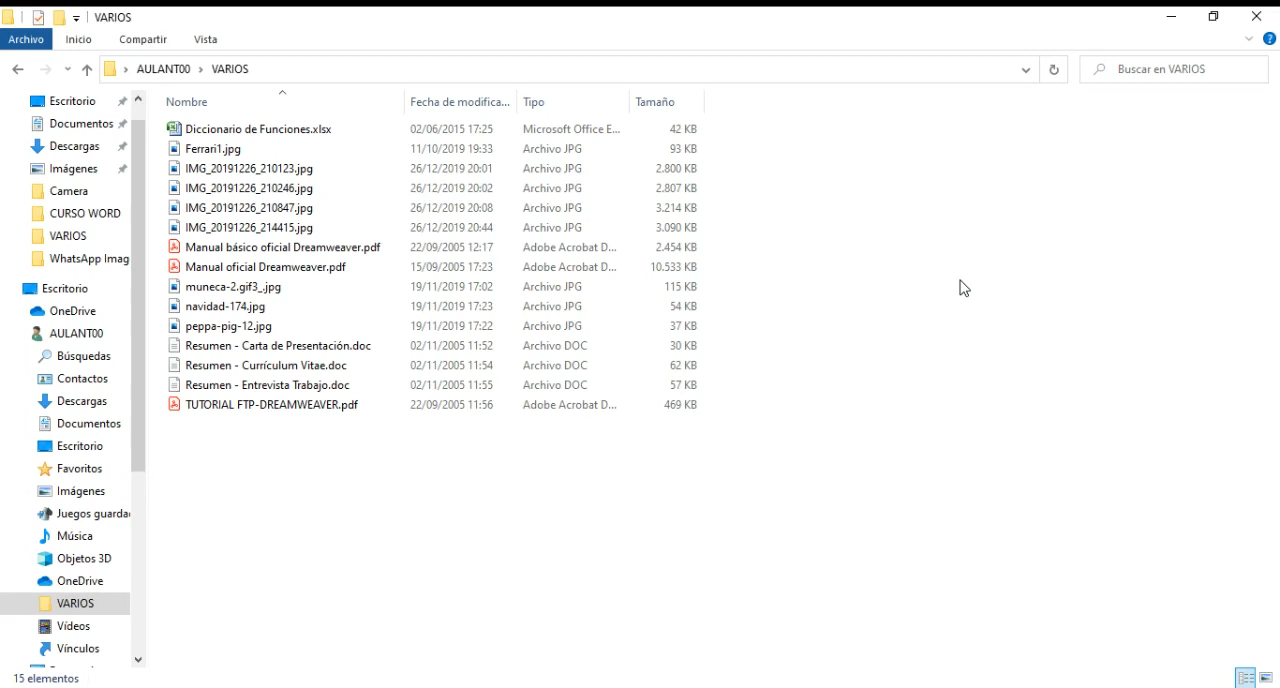 VARIOS
Archivo Inicio Compartir Vista
AULANT00 › VARIOS Buscar en VARIOS
Escritorio
Documentos
Descargas
Imágenes
Camera
CURSO WORD
VARIOS
WhatsApp Imag
Escritorio
OneDrive
AULANT00
Búsquedas
Contactos
Descargas
Documentos
Escritorio
Favoritos
Imágenes
Juegos guardad
Música
Objetos 3D
OneDrive
VARIOS
Vídeos
Vínculos
Nombre Fecha de modifica... Tipo Tamaño
Diccionario de Funciones.xlsx 02/06/2015 17:25 Microsoft Office E... 42 KB
Ferrari1.jpg 11/10/2019 19:33 Archivo JPG 93 KB
IMG_20191226_210123.jpg 26/12/2019 20:01 Archivo JPG 2.800 KB
IMG_20191226_210246.jpg 26/12/2019 20:02 Archivo JPG 2.807 KB
IMG_20191226_210847.jpg 26/12/2019 20:08 Archivo JPG 3.214 KB
IMG_20191226_214415.jpg 26/12/2019 20:44 Archivo JPG 3.090 KB
Manual básico oficial Dreamweaver.pdf 22/09/2005 12:17 Adobe Acrobat D... 2.454 KB
Manual oficial Dreamweaver.pdf 15/09/2005 17:23 Adobe Acrobat D... 10.533 KB
muneca-2.gif3_.jpg 19/11/2019 17:02 Archivo JPG 115 KB
navidad-174.jpg 19/11/2019 17:23 Archivo JPG 54 KB
peppa-pig-12.jpg 19/11/2019 17:22 Archivo JPG 37 KB
Resumen - Carta de Presentación.doc 02/11/2005 11:52 Archivo DOC 30 KB
Resumen - Currículum Vitae.doc 02/11/2005 11:54 Archivo DOC 62 KB
Resumen - Entrevista Trabajo.doc 02/11/2005 11:55 Archivo DOC 57 KB
TUTORIAL FTP-DREAMWEAVER.pdf 22/09/2005 11:56 Adobe Acrobat D... 469 KB
15 elementos